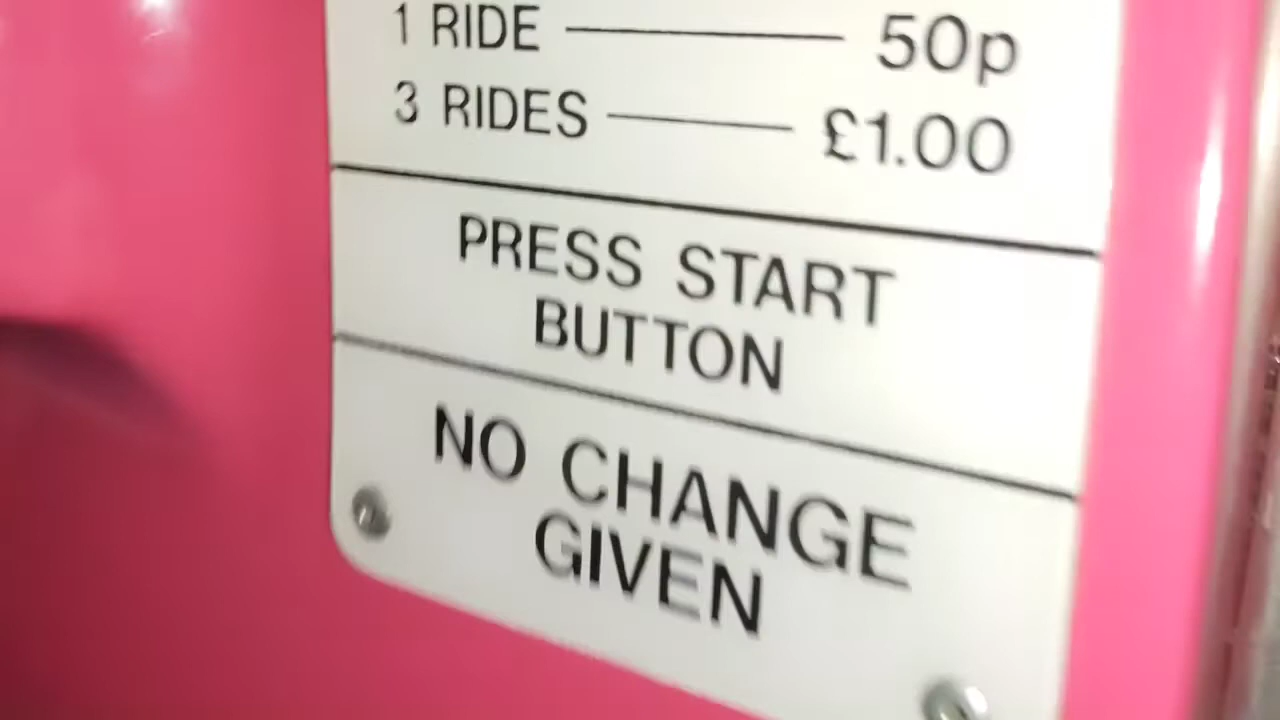 1 RIDE 50p
3 RIDES £1.00
PRESS START
BUTTON
NO CHANGE
GIVEN